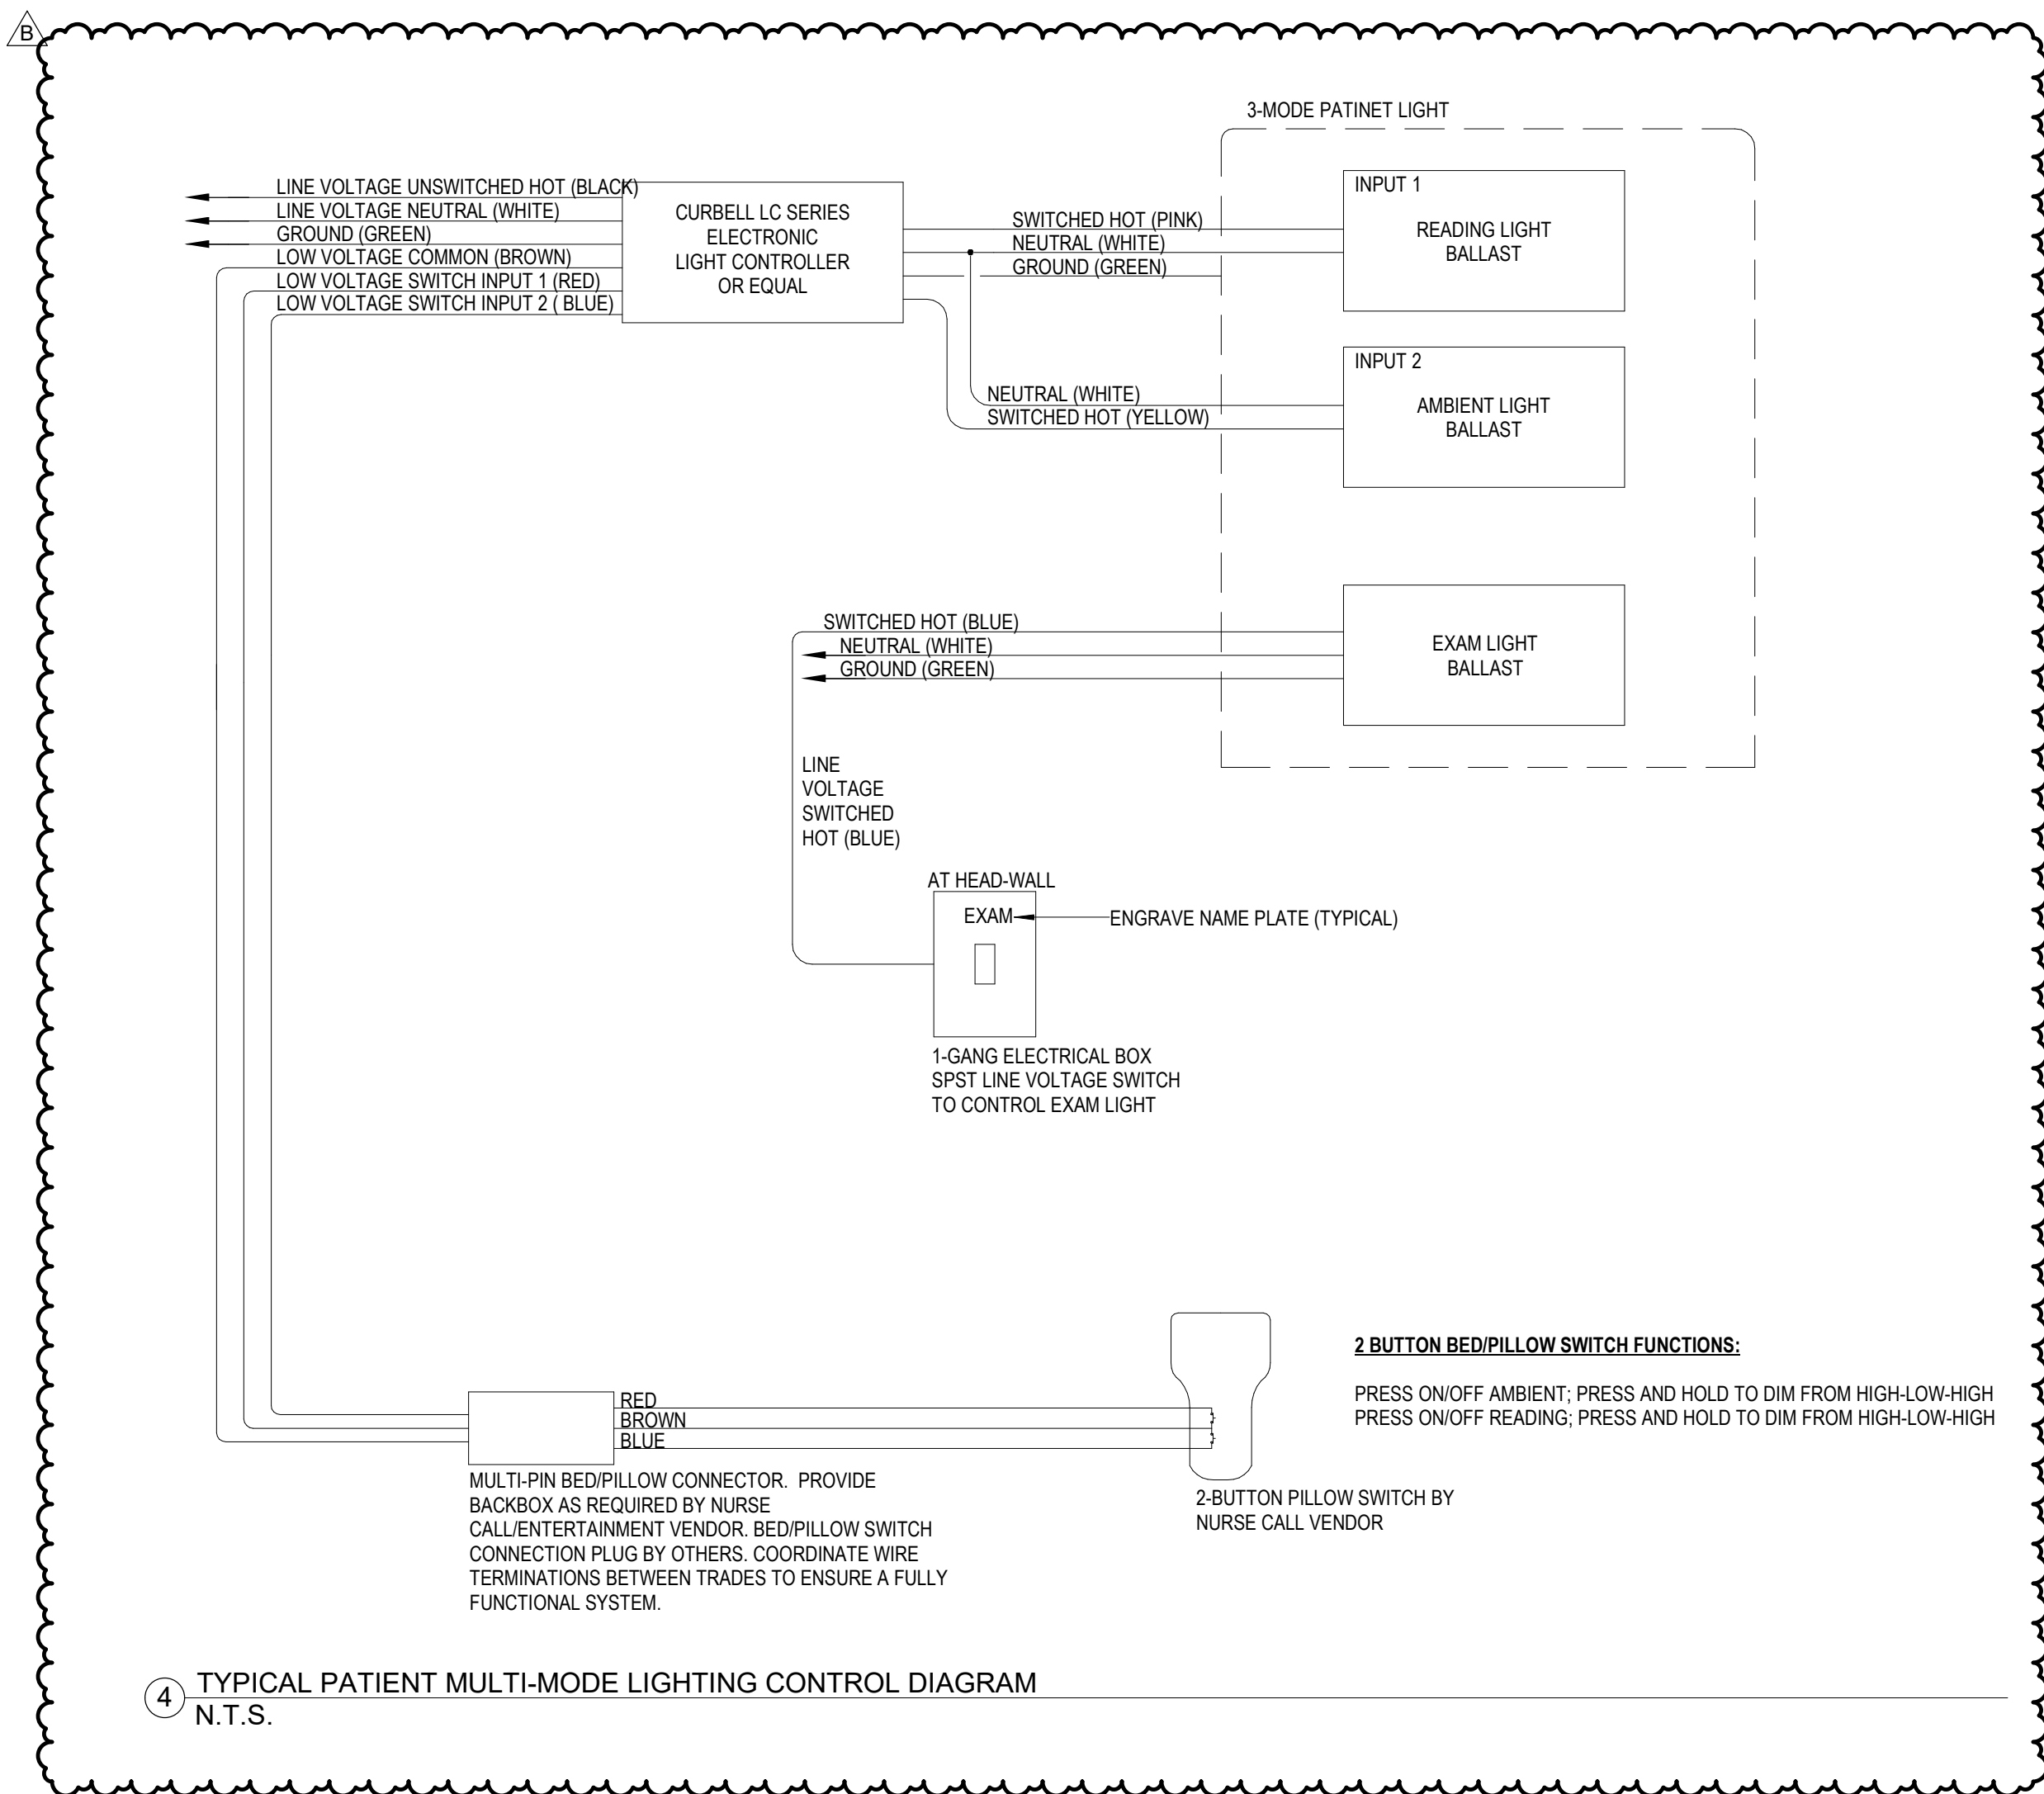 B
3-MODE PATINET LIGHT
LINE VOLTAGE UNSWITCHED HOT (BLACK)
LINE VOLTAGE NEUTRAL (WHITE)
GROUND (GREEN)
LOW VOLTAGE COMMON (BROWN)
LOW VOLTAGE SWITCH INPUT 1 (RED)
LOW VOLTAGE SWITCH INPUT 2 ( BLUE)
CURBELL LC SERIES
ELECTRONIC
LIGHT CONTROLLER
OR EQUAL
SWITCHED HOT (PINK)
NEUTRAL (WHITE)
GROUND (GREEN)
INPUT 1
READING LIGHT
BALLAST
NEUTRAL (WHITE)
SWITCHED HOT (YELLOW)
INPUT 2
AMBIENT LIGHT
BALLAST
SWITCHED HOT (BLUE)
NEUTRAL (WHITE)
GROUND (GREEN)
EXAM LIGHT
BALLAST
LINE
VOLTAGE
SWITCHED
HOT (BLUE)
AT HEAD-WALL
EXAM
ENGRAVE NAME PLATE (TYPICAL)
1-GANG ELECTRICAL BOX
SPST LINE VOLTAGE SWITCH
TO CONTROL EXAM LIGHT
RED
BROWN
BLUE
MULTI-PIN BED/PILLOW CONNECTOR. PROVIDE
BACKBOX AS REQUIRED BY NURSE
CALL/ENTERTAINMENT VENDOR. BED/PILLOW SWITCH
CONNECTION PLUG BY OTHERS. COORDINATE WIRE
TERMINATIONS BETWEEN TRADES TO ENSURE A FULLY
FUNCTIONAL SYSTEM.
2-BUTTON PILLOW SWITCH BY
NURSE CALL VENDOR
2 BUTTON BED/PILLOW SWITCH FUNCTIONS:
PRESS ON/OFF AMBIENT; PRESS AND HOLD TO DIM FROM HIGH-LOW-HIGH
PRESS ON/OFF READING; PRESS AND HOLD TO DIM FROM HIGH-LOW-HIGH
4 TYPICAL PATIENT MULTI-MODE LIGHTING CONTROL DIAGRAM
N.T.S.